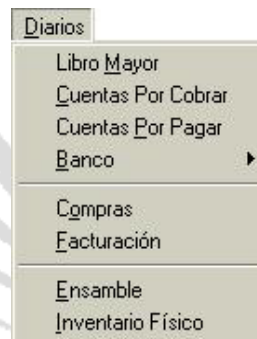 Diarios
Libro Mayor
Cuentas Por Cobrar
Cuentas Por Pagar
Banco
Compras
Facturación
Ensamble
Inventario Físico